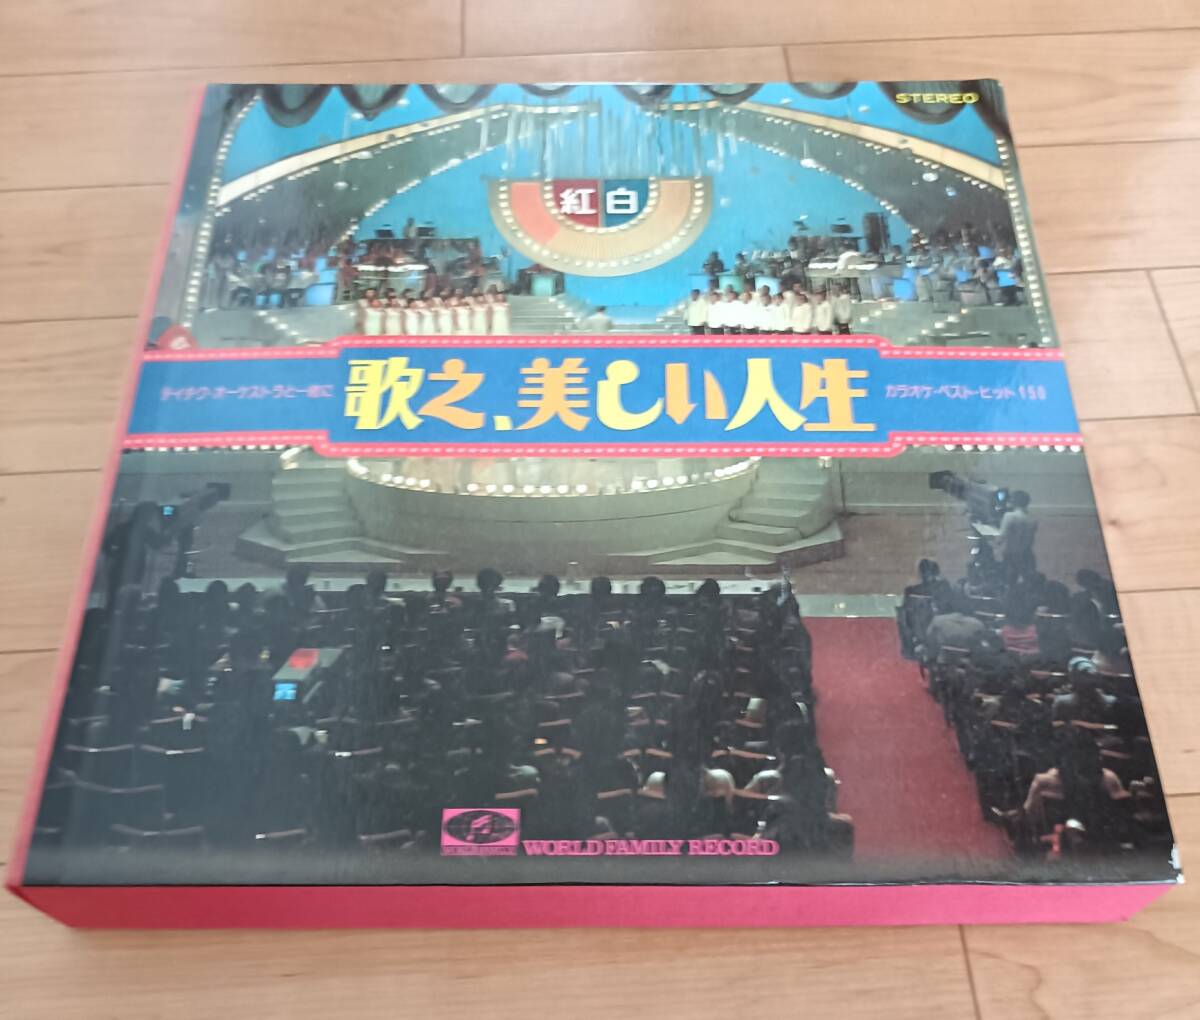 STEREO
紅白
テイチク・オーケストラと一緒に
歌え、美しい人生
カラオケ・ベスト・ヒット150
WORLD FAMILY RECORD